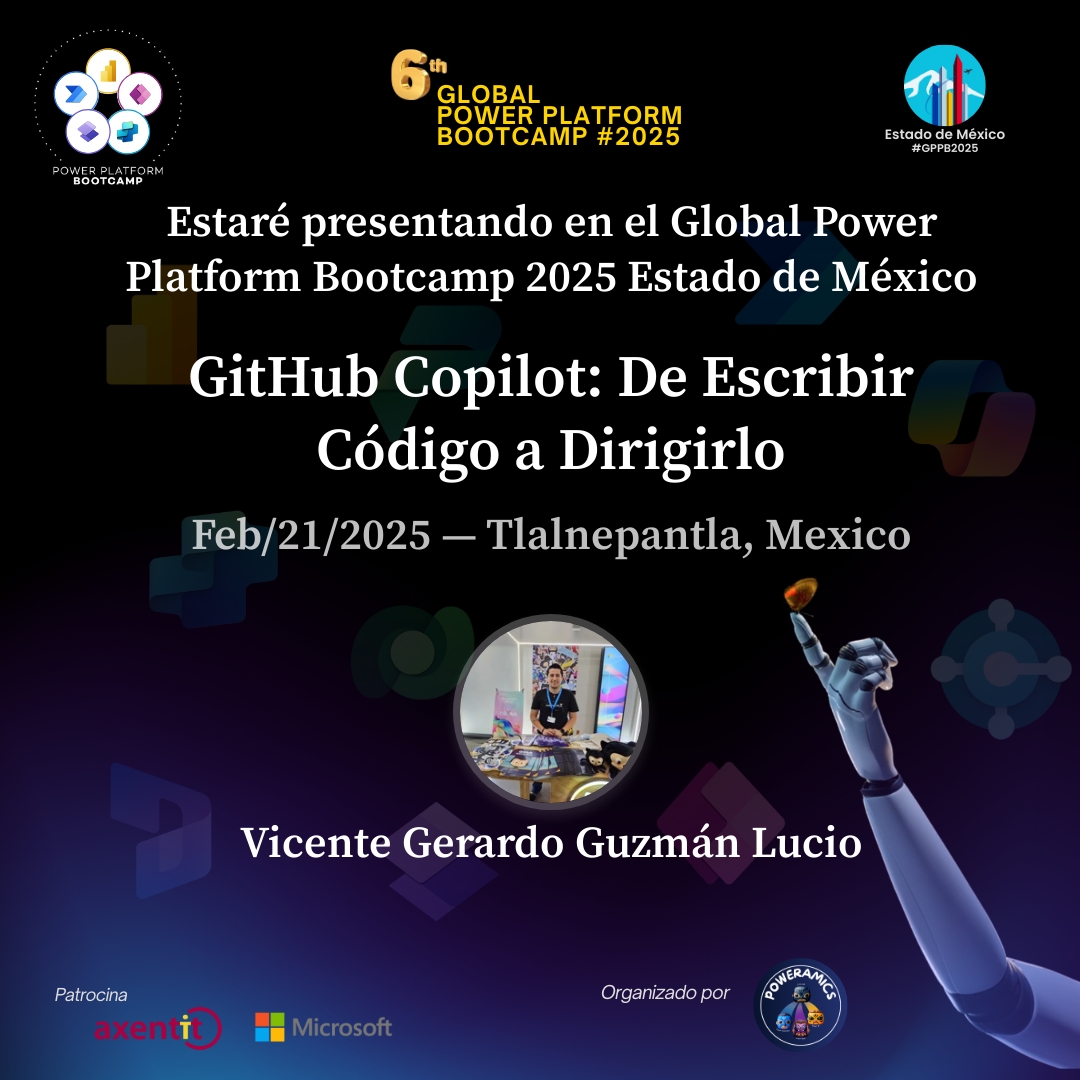 6th
GLOBAL
POWER PLATFORM
BOOTCAMP #2025
POWER PLATFORM
BOOTCAMP
Estado de México
#GPPB2025
Estaré presentando en el Global Power
Platform Bootcamp 2025 Estado de México
GitHub Copilot: De Escribir
Código a Dirigirlo
Feb/21/2025 — Tlalnepantla, Mexico
Vicente Gerardo Guzmán Lucio
Patrocina
axentit
Microsoft
Organizado por
POWERAMICS